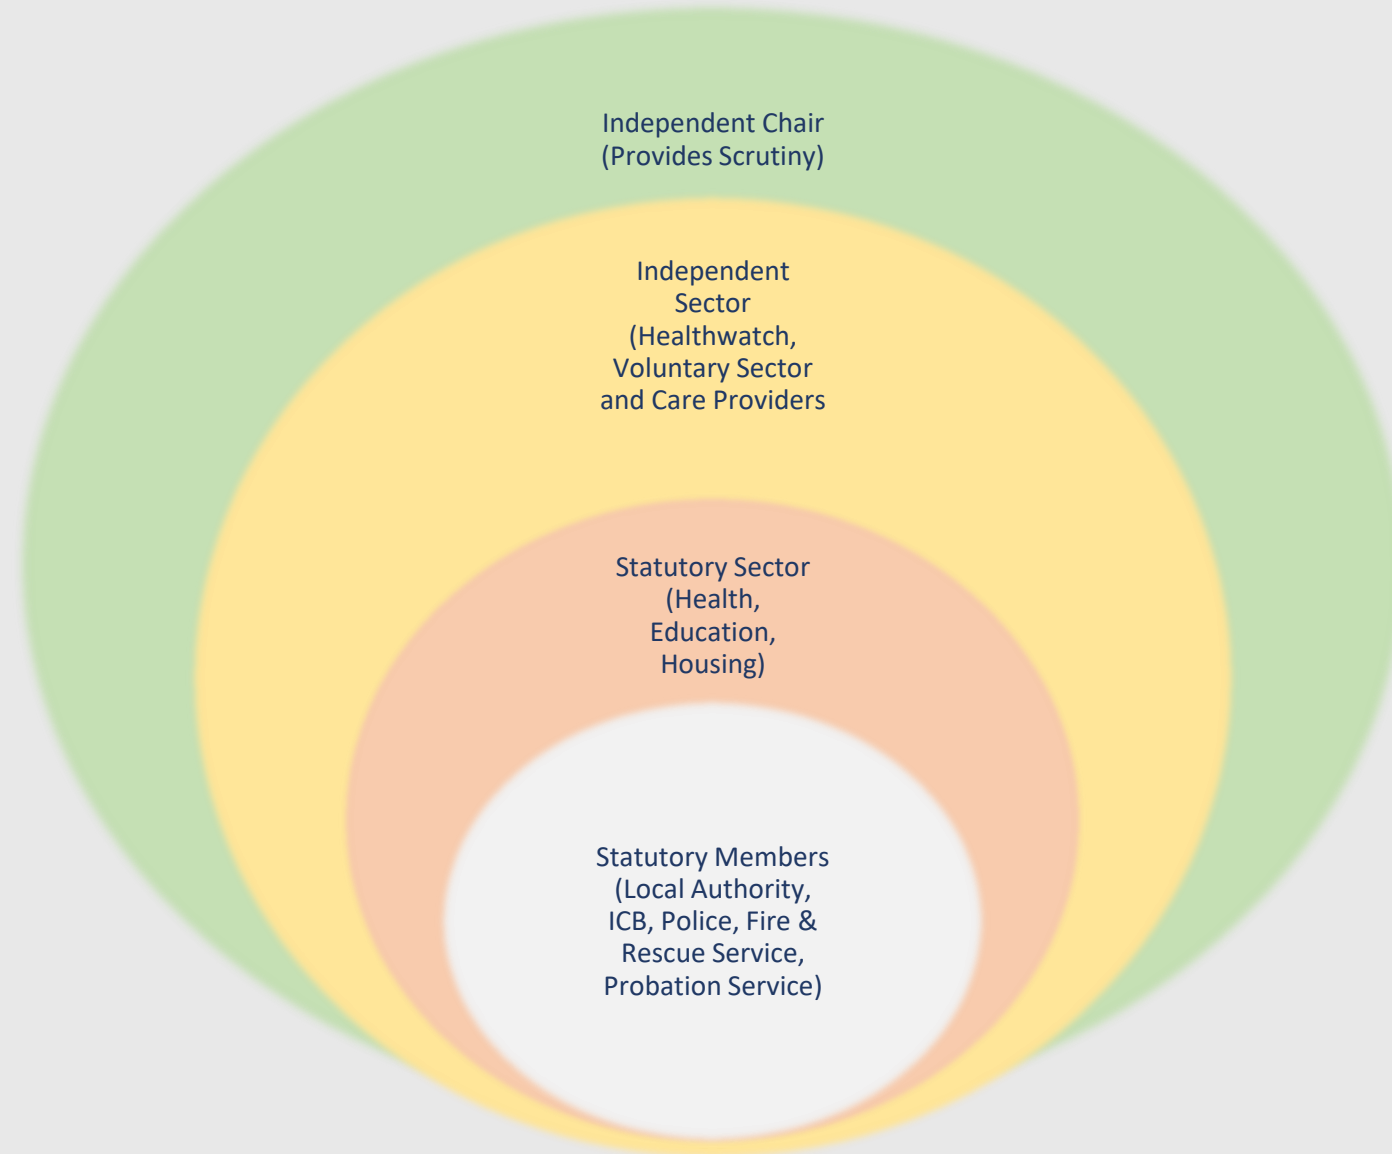 Independent Chair
(Provides Scrutiny)
Independent
Sector
(Healthwatch,
Voluntary Sector
and Care Providers
Statutory Sector
(Health,
Education,
Housing)
Statutory Members
(Local Authority,
ICB, Police, Fire &
Rescue Service,
Probation Service)